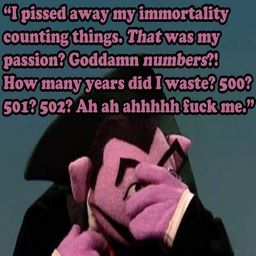 “I pissed away my immortality
counting things. That was my
passion? Goddamn numbers?!
How many years did I waste? 500?
501? 502? Ah ah ahhhhh fuck me.”